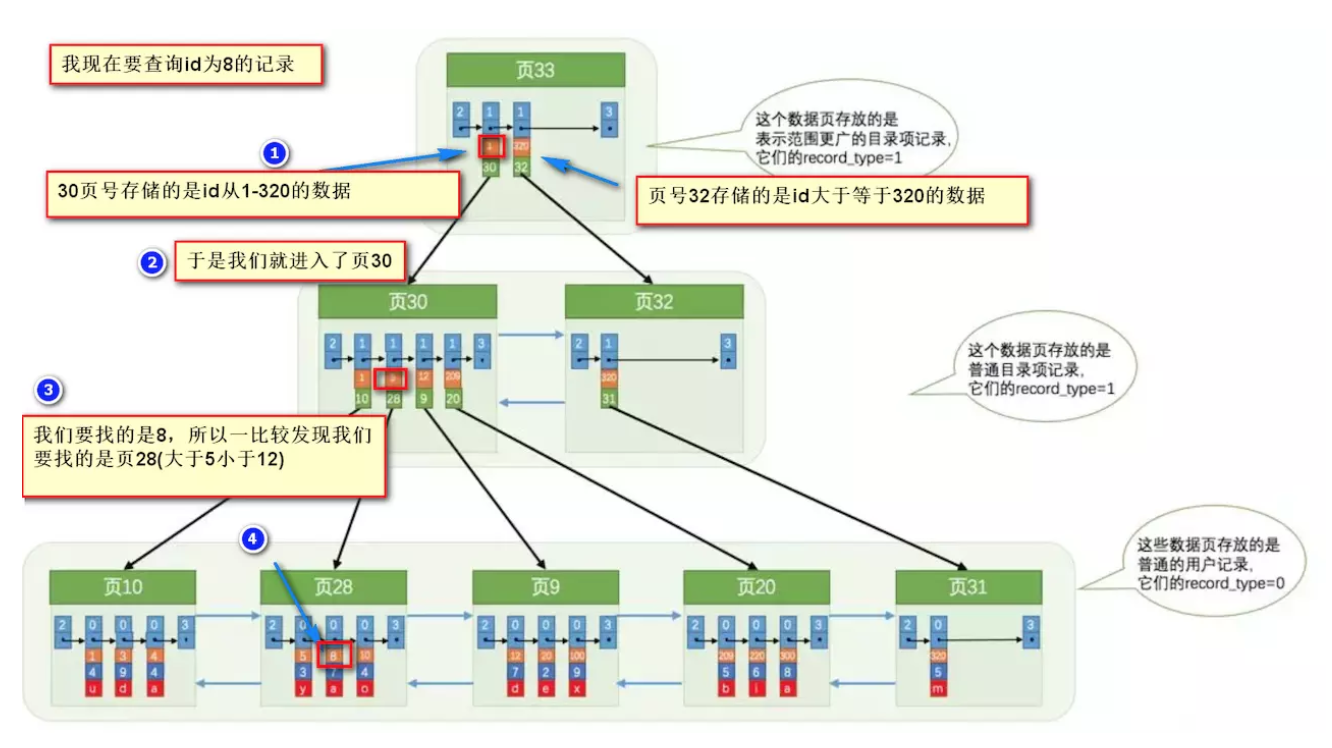 我现在要查询id为8的记录
页33
2 1 1 3
1 320
30 32
这个数据页存放的是
表示范围更广的目录项记录，
它们的record_type=1
1
30页号存储的是id从1-320的数据
页号32存储的是id大于等于320的数据
2
于是我们就进入了页30
页30
2 1 1 1 1 3
1 5 12 209
10 28 9 20
页32
2 1 3
320
31
这个数据页存放的是
普通目录项记录，
它们的record_type=1
3
我们要找的是8，所以一比较发现我们
要找的是页28(大于5小于12)
4
这些数据页存放的是
普通的用户记录，
它们的record_type=0
页10
2 0 0 0 3
1 3 4
4 9 4
u d a
页28
2 0 0 0 3
5 8 10
3 7 4
y a o
页9
2 0 0 0 3
12 20 100
7 2 9
d e x
页20
2 0 0 0 3
209 220 300
5 6 8
b i a
页31
2 0 3
320
5
m